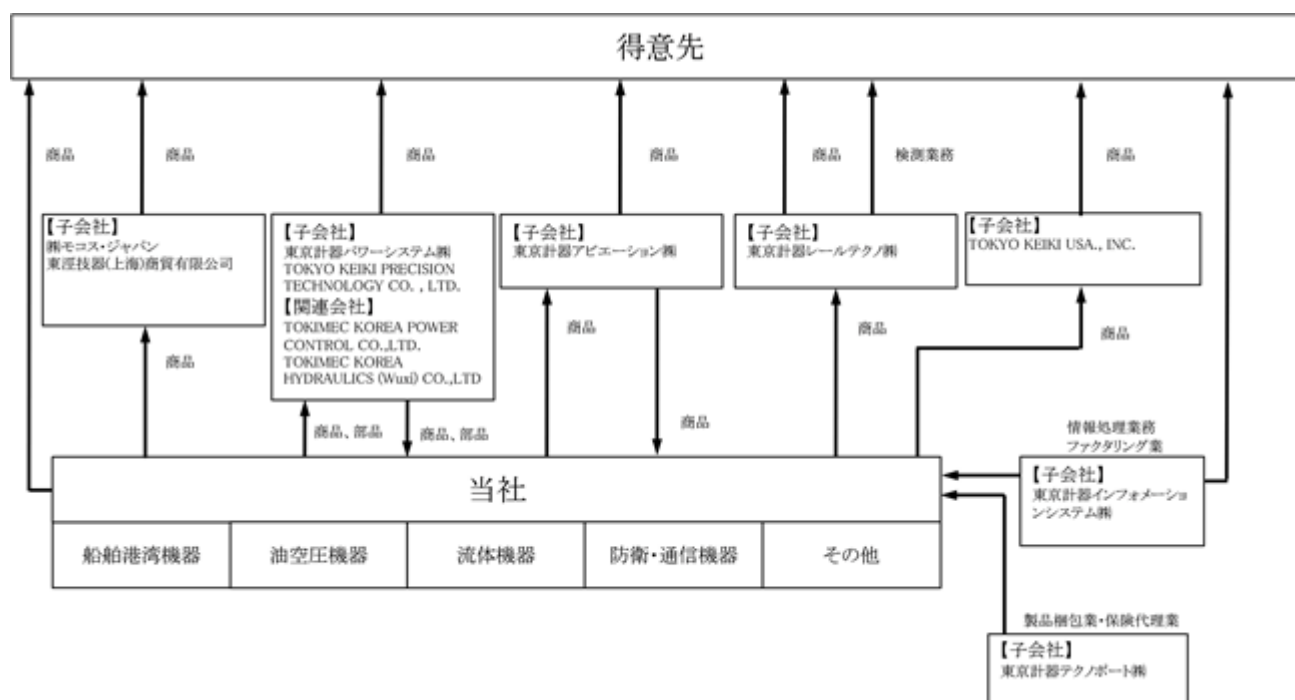 得意先
商品
商品
商品
商品
商品
検測業務
商品
【子会社】
㈱モコス・ジャパン
東涇技器(上海)商貿有限公司
【子会社】
東京計器パワーシステム㈱
TOKYO KEIKI PRECISION
TECHNOLOGY CO. , LTD.
【関連会社】
TOKIMEC KOREA POWER
CONTROL CO.,LTD.
TOKIMEC KOREA
HYDRAULICS (Wuxi) CO.,LTD
【子会社】
東京計器アビエーション㈱
【子会社】
東京計器レールテクノ㈱
【子会社】
TOKYO KEIKI USA., INC.
商品
商品、部品
商品、部品
商品
商品
商品
商品
情報処理業務
ファクタリング業
【子会社】
東京計器インフォメーショ
ンシステム㈱
当社
船舶港湾機器
油空圧機器
流体機器
防衛・通信機器
その他
製品梱包業・保険代理業
【子会社】
東京計器テクノポート㈱